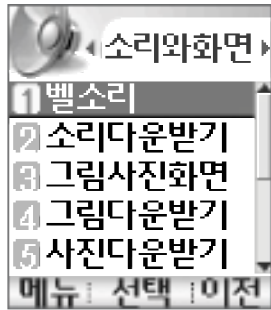 소리와화면
1 벨소리
2 소리다운받기
3 그림사진화면
4 그림다운받기
5 사진다운받기
메뉴 선택 이전